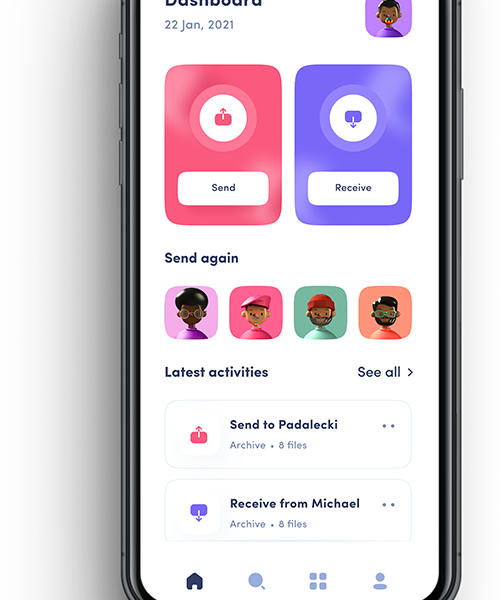 Dashboard
22 Jan, 2021
Send
Receive
Send again
Latest activities
See all
Send to Padalecki
Archive • 8 files
Receive from Michael
Archive • 8 files